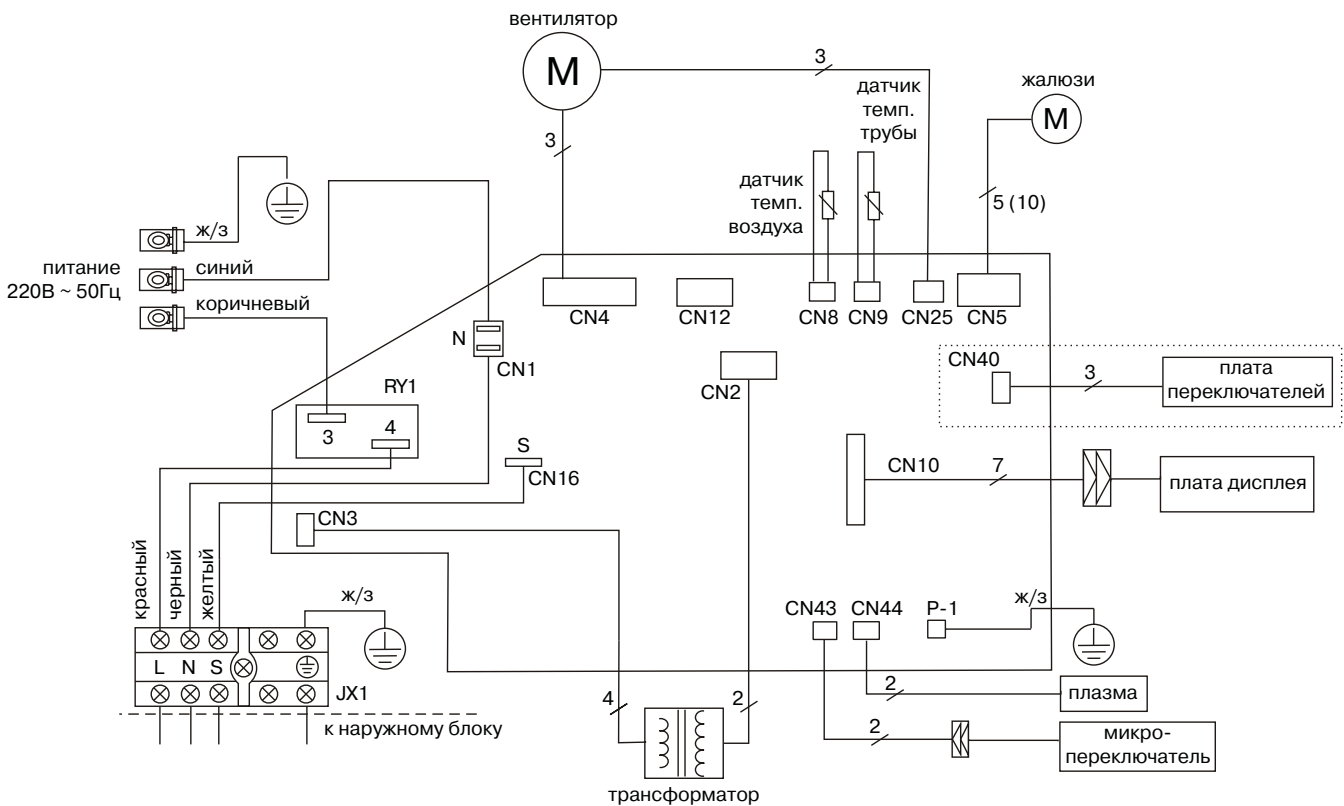 вентилятор
M
3
3
датчик
темп.
трубы
жалюзи
M
5 (10)
датчик
темп.
воздуха
ж/з
питание
220В ~ 50Гц
синий
коричневый
CN4
CN12
CN8
CN9
CN25
CN5
N
CN1
CN2
CN40
3
плата
переключателей
RY1
3
4
S
CN16
CN10
7
плата дисплея
CN3
красный
черный
желтый
ж/з
L N S
JX1
к наружному блоку
CN43
CN44
P-1
ж/з
2
плазма
2
микро-
переключатель
4
2
трансформатор